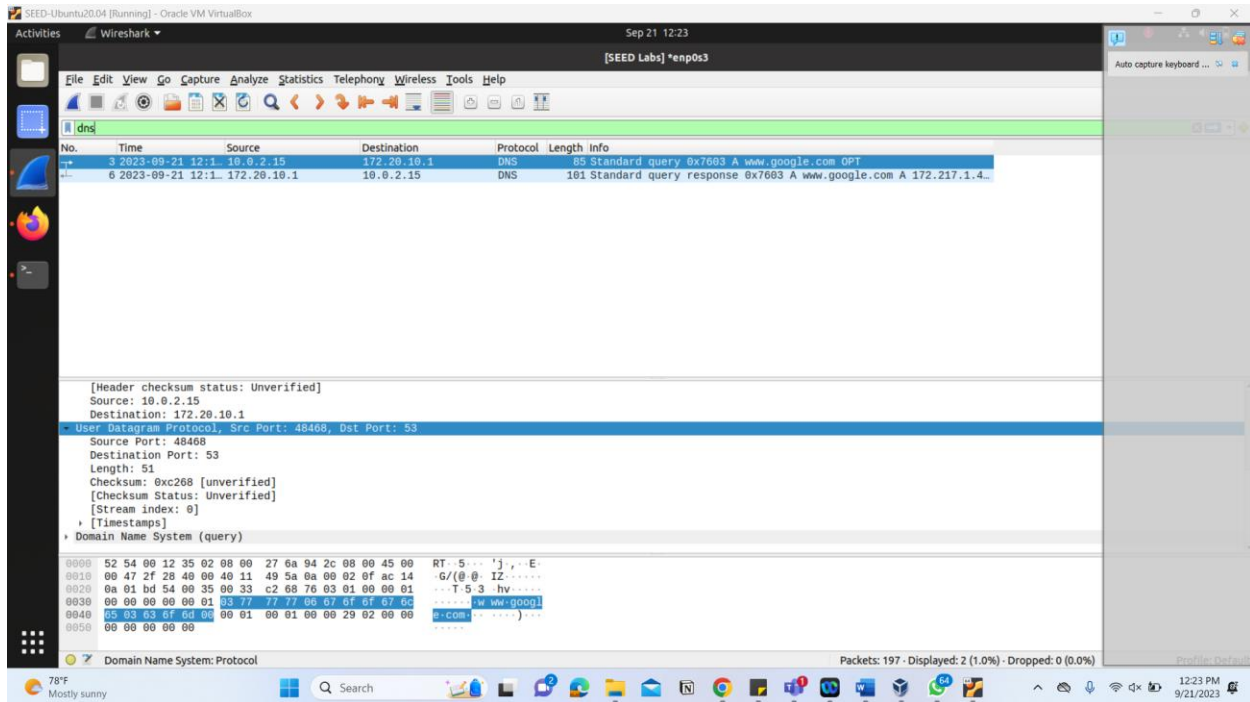 SEED-Ubuntu20.04 [Running] - Oracle VM VirtualBox
Activities Wireshark Sep 21 12:23
[SEED Labs] *enp0s3
Auto capture keyboard ...
File Edit View Go Capture Analyze Statistics Telephony Wireless Tools Help
dns
No. Time Source Destination Protocol Length Info
3 2023-09-21 12:1… 10.0.2.15 172.20.10.1 DNS 85 Standard query 0x7603 A www.google.com OPT
6 2023-09-21 12:1… 172.20.10.1 10.0.2.15 DNS 101 Standard query response 0x7603 A www.google.com A 172.217.1.4…
[Header checksum status: Unverified]
Source: 10.0.2.15
Destination: 172.20.10.1
User Datagram Protocol, Src Port: 48468, Dst Port: 53
Source Port: 48468
Destination Port: 53
Length: 51
Checksum: 0xc268 [unverified]
[Checksum Status: Unverified]
[Stream index: 0]
[Timestamps]
Domain Name System (query)
0000 52 54 00 12 35 02 08 00 27 6a 94 2c 08 00 45 00 RT··5··· 'j·,··E·
0010 00 47 2f 28 40 00 40 11 49 5a 0a 00 02 0f ac 14 ·G/(@·@· IZ······
0020 0a 01 bd 54 00 35 00 33 c2 68 76 03 01 00 00 01 ···T·5·3 ·hv·····
0030 00 00 00 00 00 01 03 77 77 77 06 67 6f 6f 67 6c ·······w ww·googl
0040 65 03 63 6f 6d 00 00 01 00 01 00 00 29 02 00 00 e·com··· ····)···
0050 00 00 00 00 00 ·····
Domain Name System: Protocol Packets: 197 · Displayed: 2 (1.0%) · Dropped: 0 (0.0%) Profile: Default
78°F
Mostly sunny
Search
2
64
12:23 PM
9/21/2023